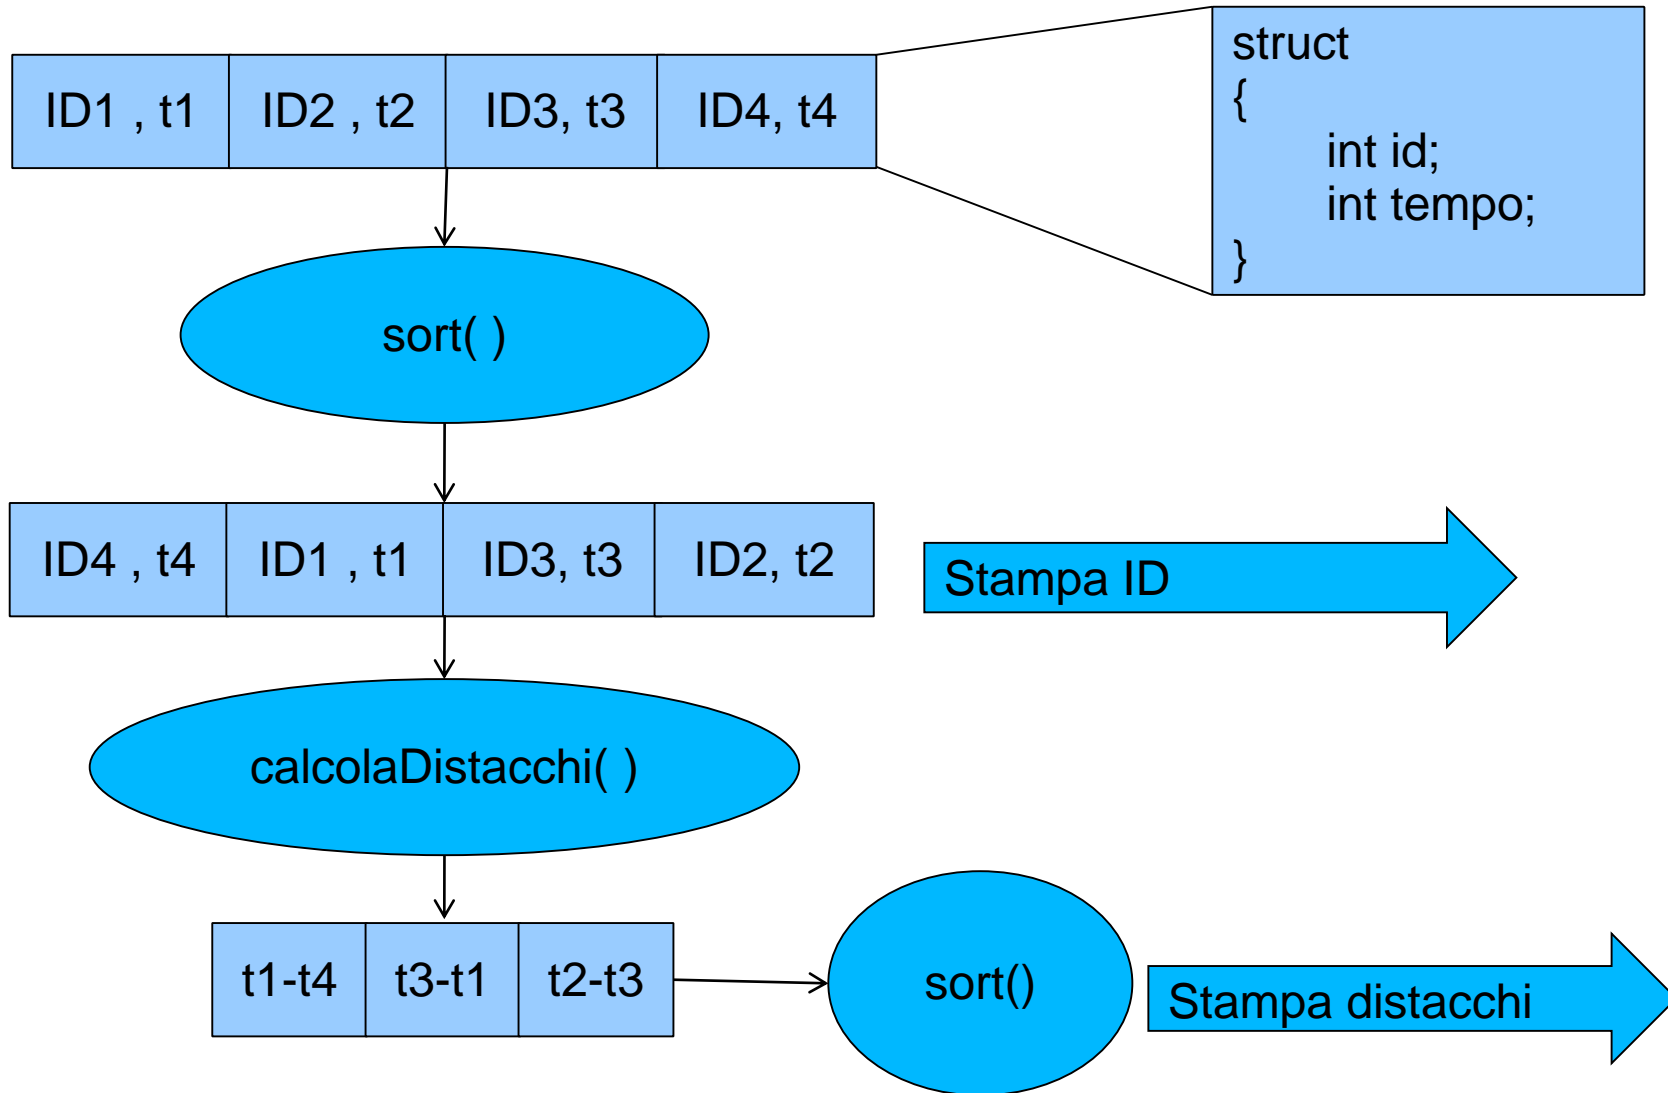 ID1 , t1
ID2 , t2
ID3, t3
ID4, t4
struct
{
int id;
int tempo;
}
sort( )
ID4 , t4
ID1 , t1
ID3, t3
ID2, t2
Stampa ID
calcolaDistacchi( )
t1-t4
t3-t1
t2-t3
sort()
Stampa distacchi